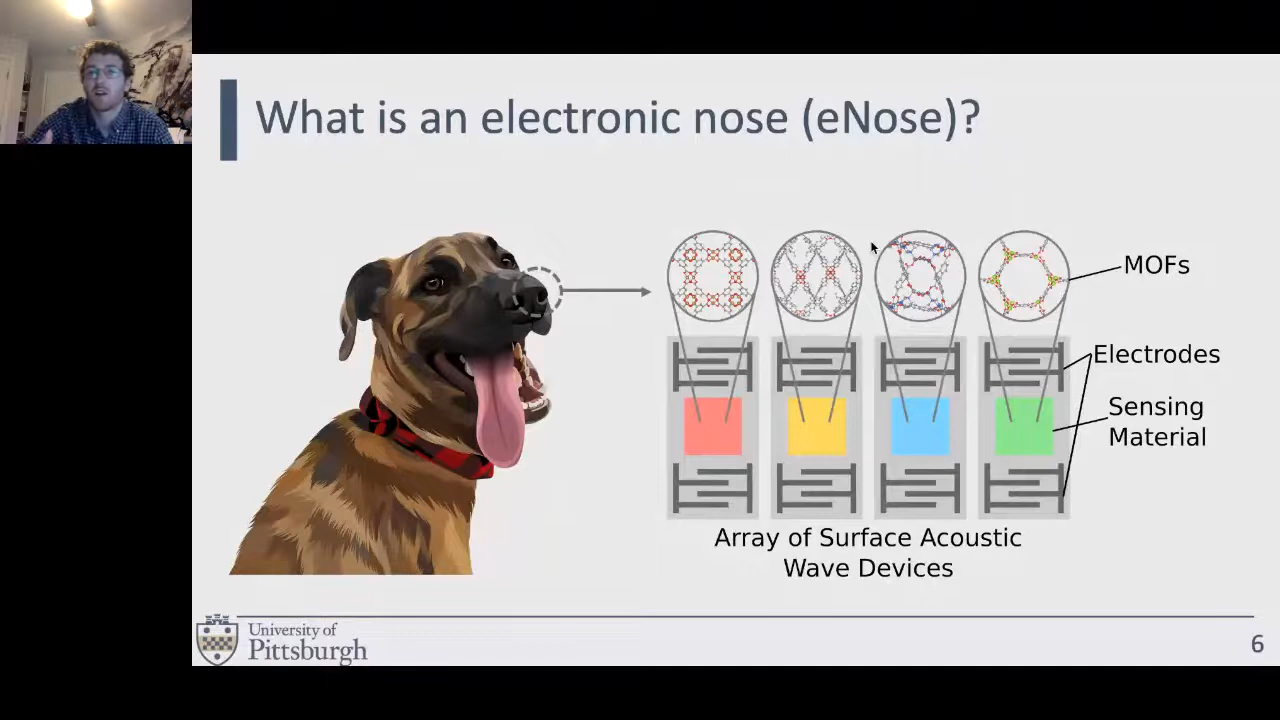 What is an electronic nose (eNose)?
MOFs
Electrodes
Sensing
Material
Array of Surface Acoustic
Wave Devices
University of
Pittsburgh
6